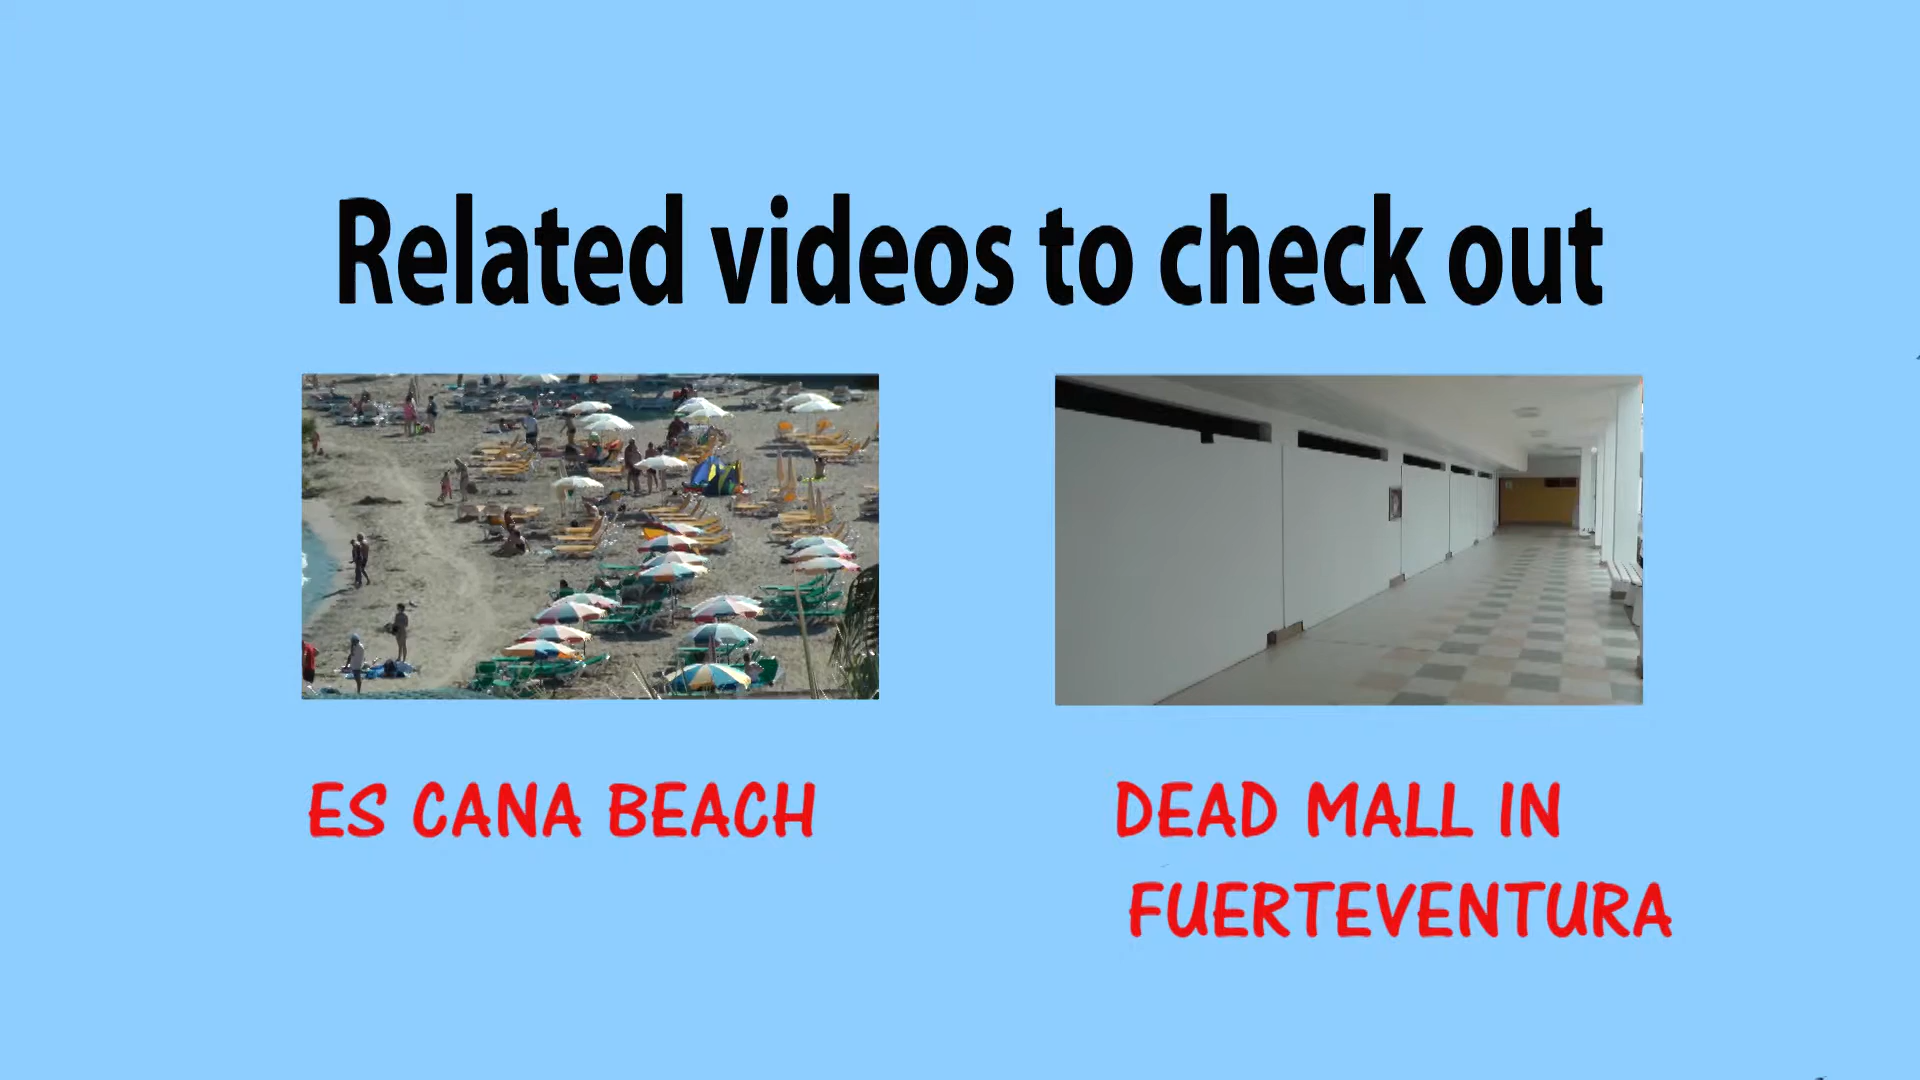 Related videos to check out
ES CANA BEACH
DEAD MALL IN
FUERTEVENTURA